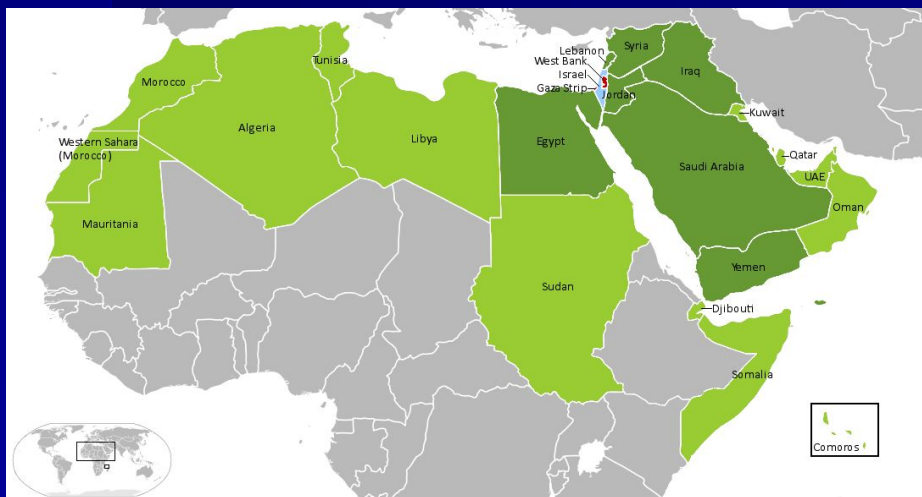 Lebanon
Syria
West Bank
Israel
Gaza Strip
Jordan
Iraq
Kuwait
Tunisia
Morocco
Algeria
Libya
Egypt
Western Sahara
(Morocco)
Saudi Arabia
Qatar
UAE
Oman
Mauritania
Yemen
Sudan
Djibouti
Somalia
Comoros